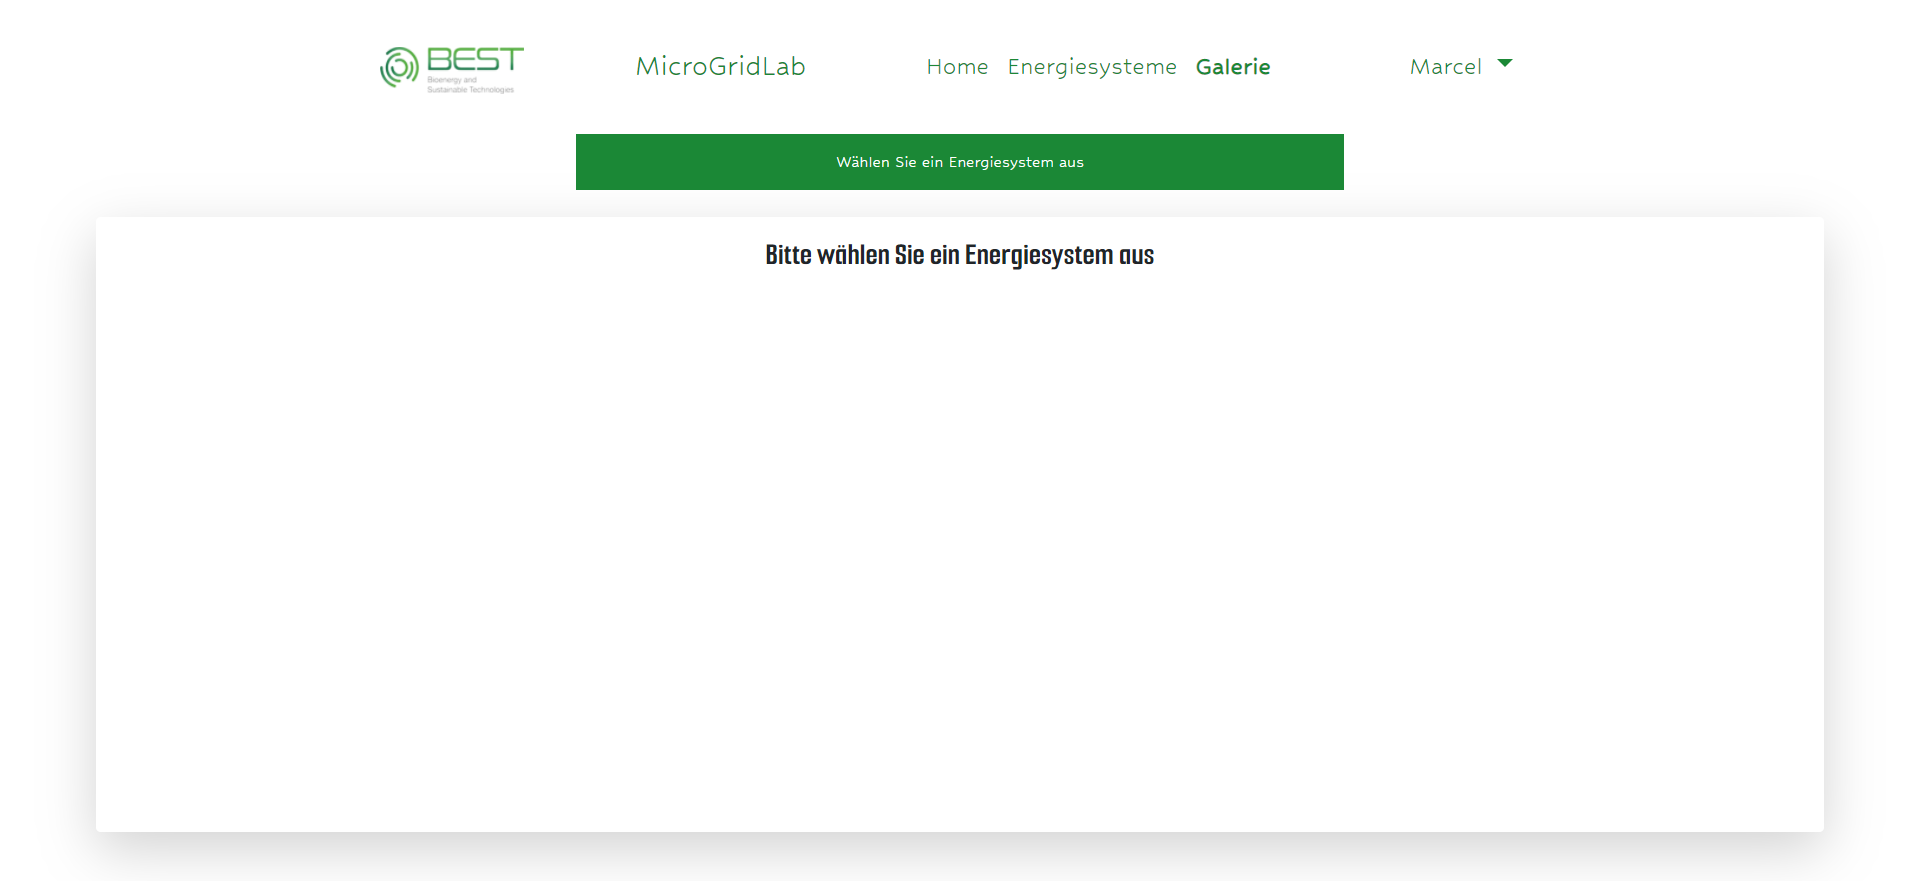 BEST
Bioenergy and
Sustainable Technologies
MicroGridLab
Home Energiesysteme Galerie
Marcel
Wählen Sie ein Energiesystem aus
Bitte wählen Sie ein Energiesystem aus